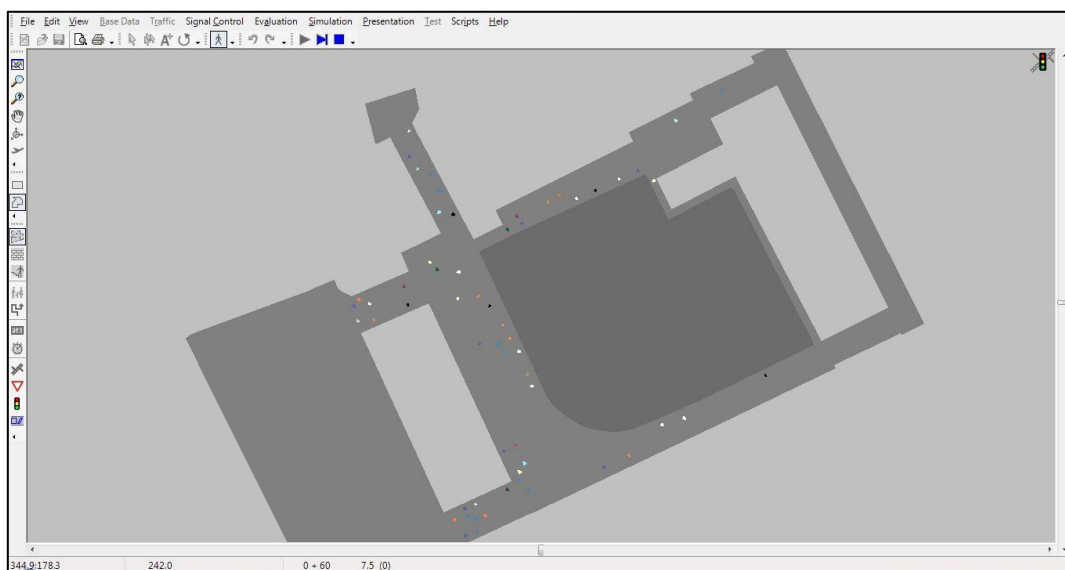 File Edit View Base Data Traffic Signal Control Evaluation Simulation Presentation Test Scripts Help
344.9:178.3 242.0 0 + 60 7.5 (0)